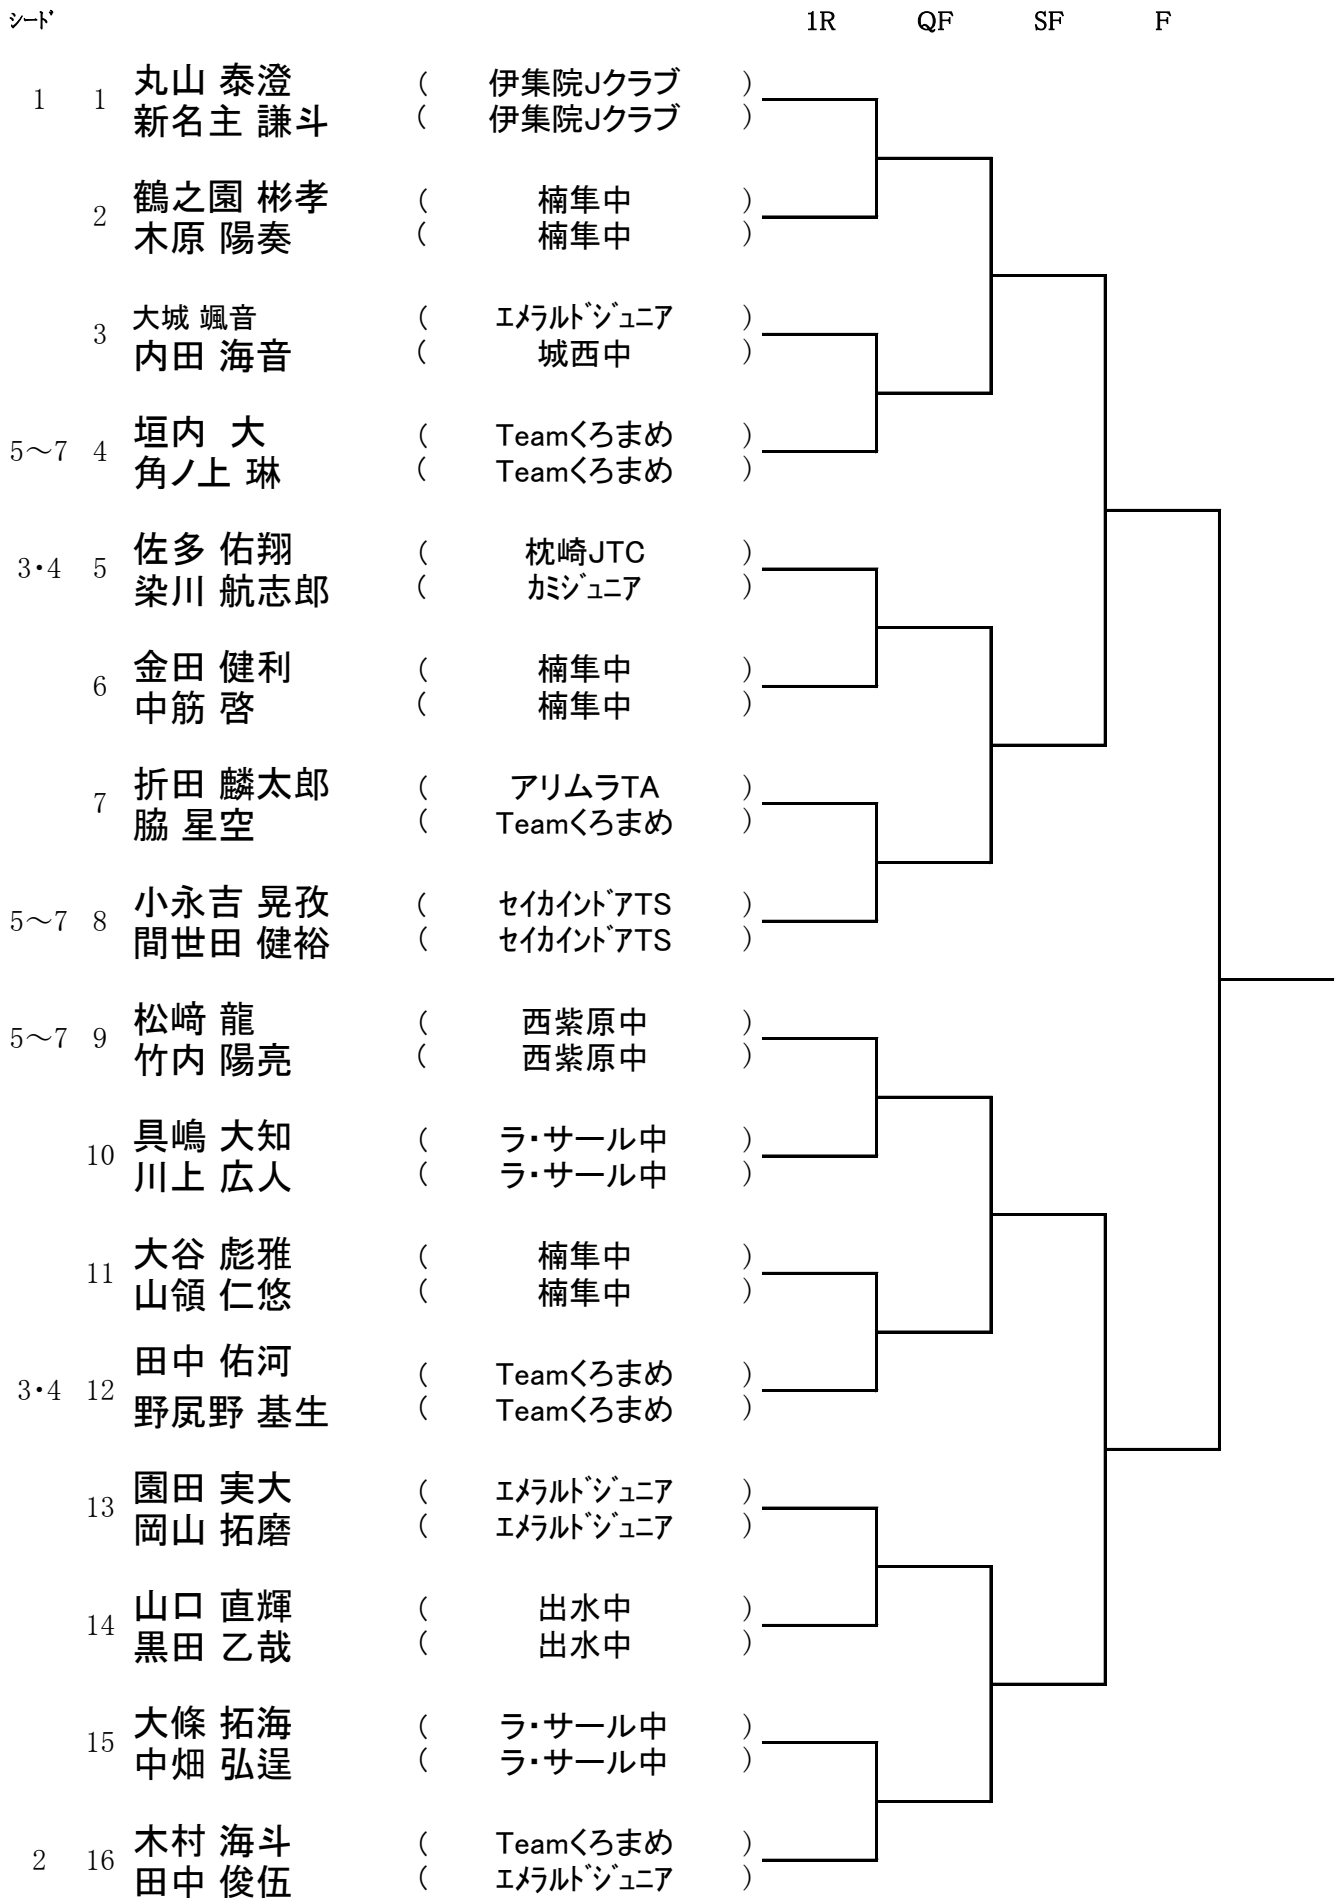 ｼｰﾄﾞ 1R QF SF F
1 1 丸山 泰澄 ( 伊集院Jクラブ )
新名主 謙斗 ( 伊集院Jクラブ )
2 鶴之園 彬孝 ( 楠隼中 )
木原 陽奏 ( 楠隼中 )
3 大城 颯音 ( ｴﾒﾗﾙﾄﾞｼﾞｭﾆｱ )
内田 海音 ( 城西中 )
5～7 4 垣内 大 ( Teamくろまめ )
角ノ上 琳 ( Teamくろまめ )
3・4 5 佐多 佑翔 ( 枕崎JTC )
染川 航志郎 ( ｶﾐｼﾞｭﾆｱ )
6 金田 健利 ( 楠隼中 )
中筋 啓 ( 楠隼中 )
7 折田 麟太郎 ( アリムラTA )
脇 星空 ( Teamくろまめ )
5～7 8 小永吉 晃孜 ( ｾｲｶｲﾝﾄﾞｱTS )
間世田 健裕 ( ｾｲｶｲﾝﾄﾞｱTS )
5～7 9 松﨑 龍 ( 西紫原中 )
竹内 陽亮 ( 西紫原中 )
10 具嶋 大知 ( ラ・サール中 )
川上 広人 ( ラ・サール中 )
11 大谷 彪雅 ( 楠隼中 )
山領 仁悠 ( 楠隼中 )
3・4 12 田中 佑河 ( Teamくろまめ )
野尻野 基生 ( Teamくろまめ )
13 園田 実大 ( ｴﾒﾗﾙﾄﾞｼﾞｭﾆｱ )
岡山 拓磨 ( ｴﾒﾗﾙﾄﾞｼﾞｭﾆｱ )
14 山口 直輝 ( 出水中 )
黒田 乙哉 ( 出水中 )
15 大條 拓海 ( ラ・サール中 )
中畑 弘逞 ( ラ・サール中 )
2 16 木村 海斗 ( Teamくろまめ )
田中 俊伍 ( ｴﾒﾗﾙﾄﾞｼﾞｭﾆｱ )